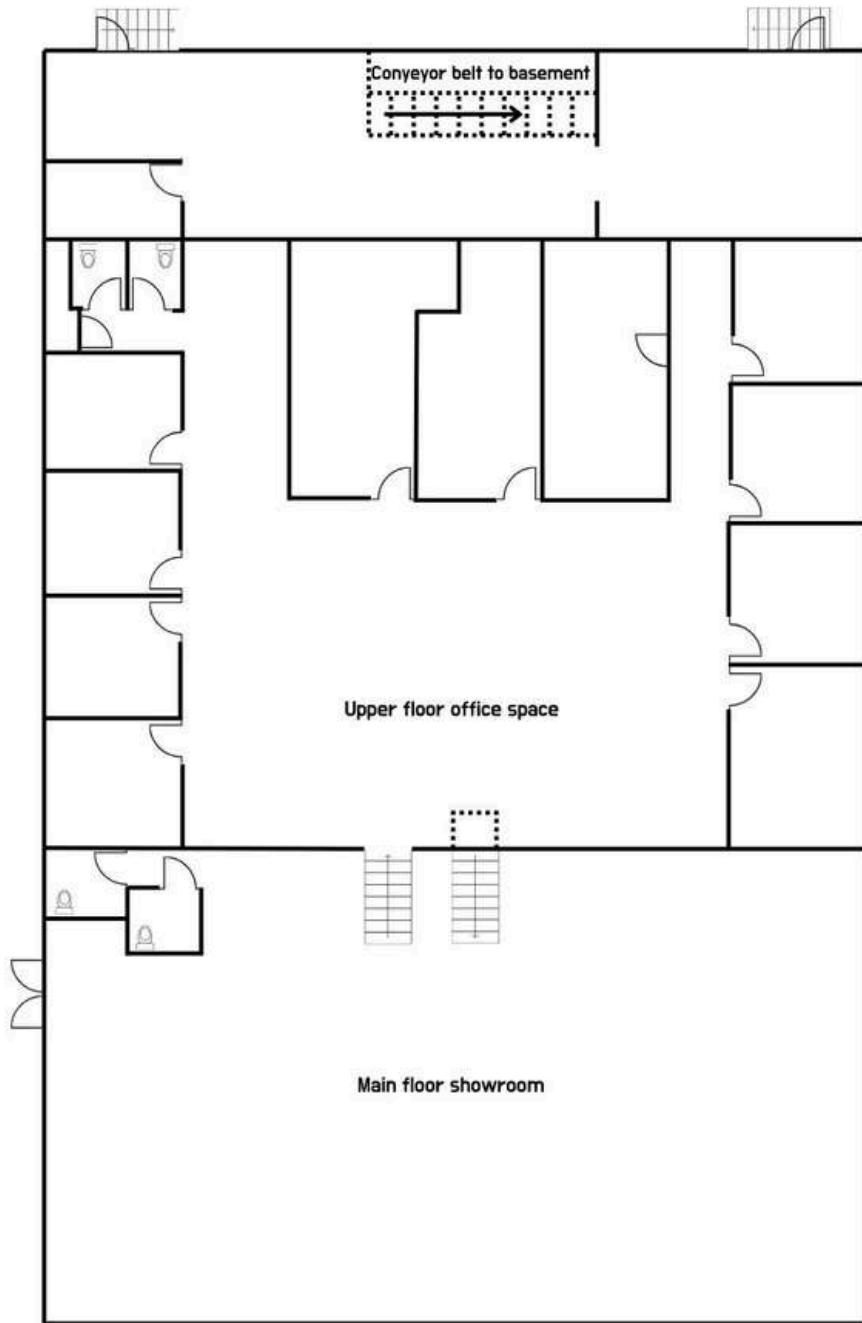 Conyeyor belt to basement
Upper floor office space
Main floor showroom